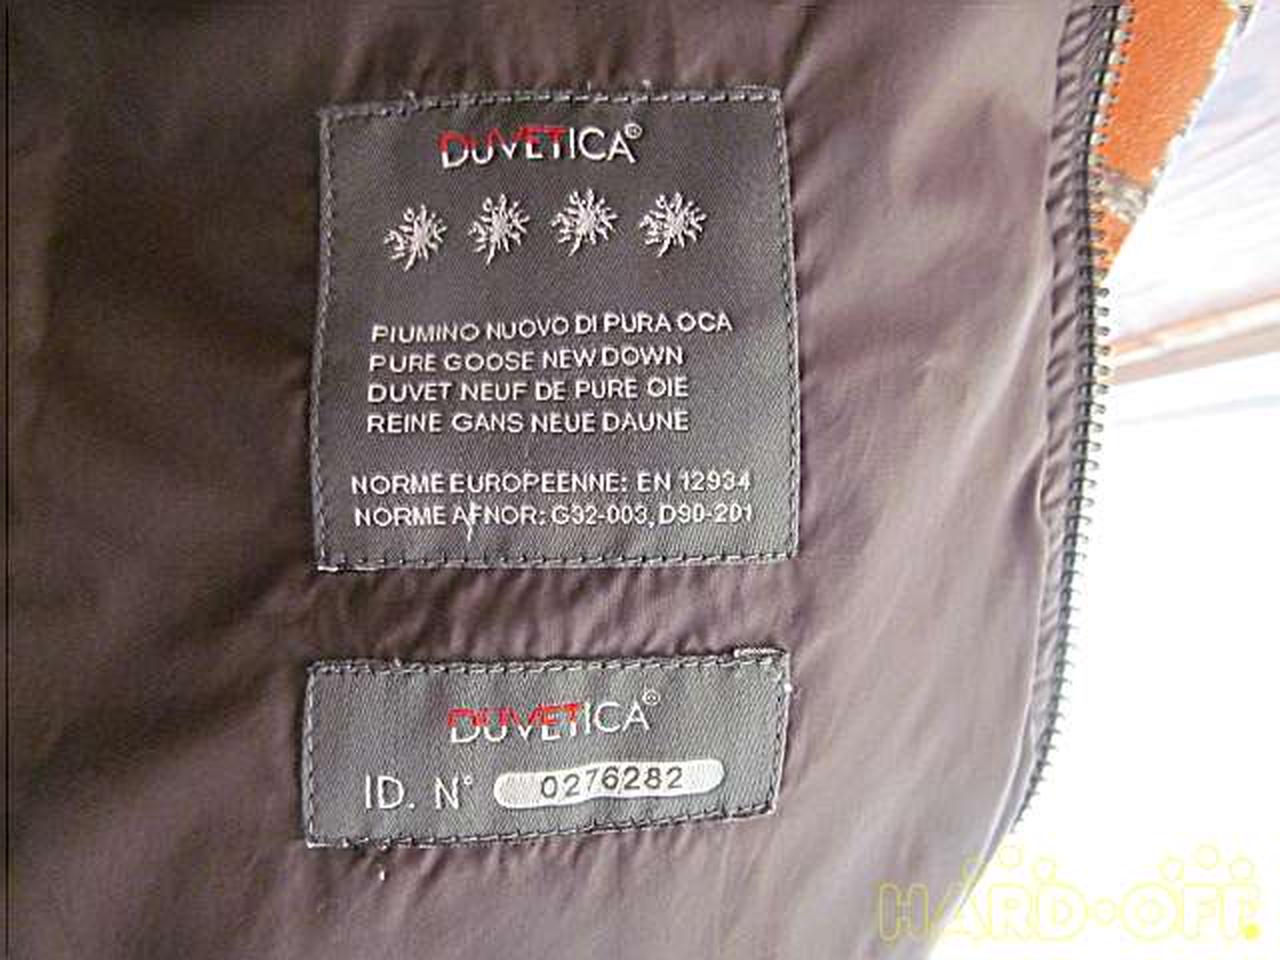 DUVETICA®
PIUMINO NUOVO DI PURA OCA
PURE GOOSE NEW DOWN
DUVET NEUF DE PURE OIE
REINE GANS NEUE DAUNE
NORME EUROPEENNE: EN 12934
NORME AFNOR: G32-003, D90-201
DUVETICA®
ID. N° 0276282
HARD·OFF.